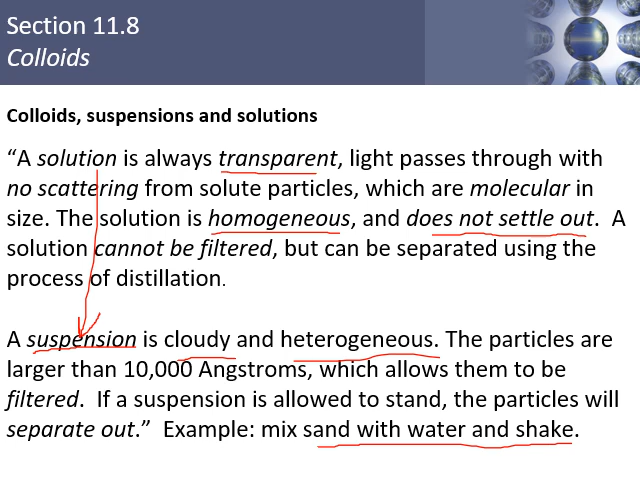 Section 11.8
Colloids
Colloids, suspensions and solutions
“A solution is always transparent, light passes through with
no scattering from solute particles, which are molecular in
size. The solution is homogeneous, and does not settle out.  A
solution cannot be filtered, but can be separated using the
process of distillation.
A suspension is cloudy and heterogeneous. The particles are
larger than 10,000 Angstroms, which allows them to be
filtered.  If a suspension is allowed to stand, the particles will
separate out.”  Example: mix sand with water and shake.